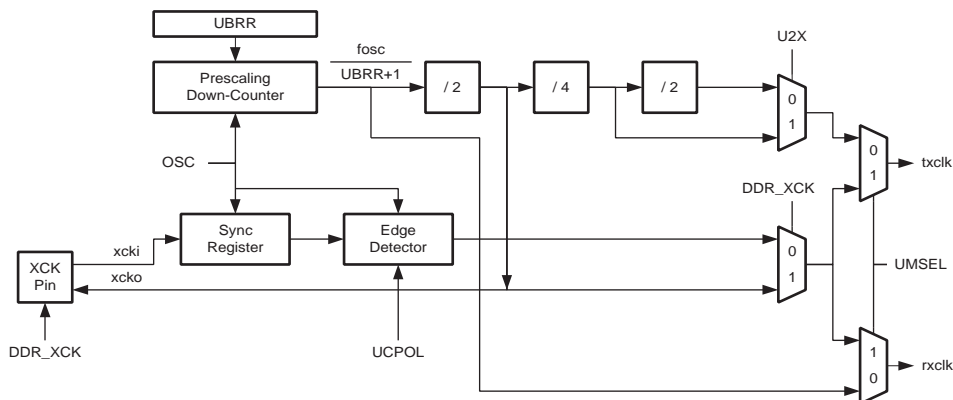 UBRR
fosc
UBRR+1
U2X
Prescaling
Down-Counter
/ 2
/ 4
/ 2
0
1
OSC
0
1
txclk
DDR_XCK
Sync
Register
Edge
Detector
0
1
xcki
xcko
XCK
Pin
UMSEL
DDR_XCK
UCPOL
1
0
rxclk